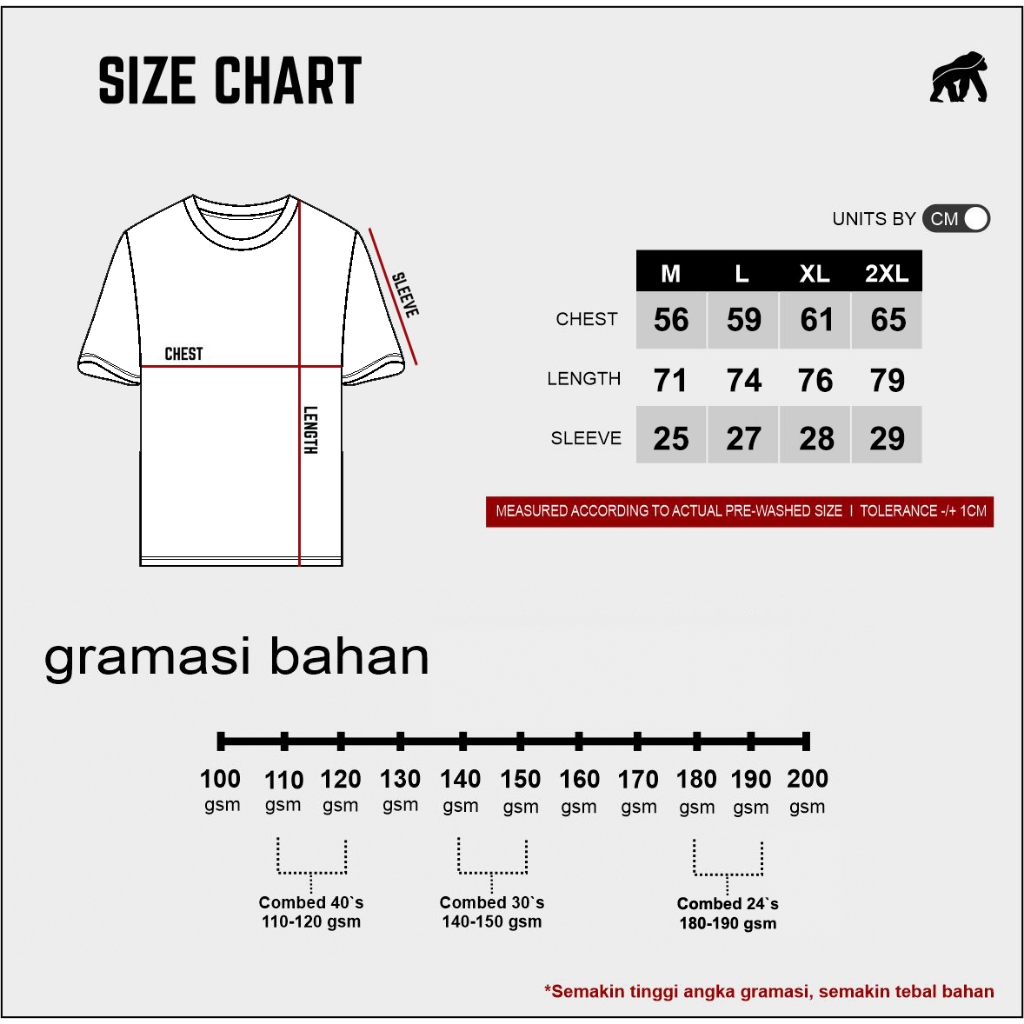 SIZE CHART
UNITS BY CM
M L XL 2XL
CHEST 56 59 61 65
LENGTH 71 74 76 79
SLEEVE 25 27 28 29
MEASURED ACCORDING TO ACTUAL PRE-WASHED SIZE I TOLERANCE -/+ 1CM
SLEEVE
CHEST
LENGTH
gramasi bahan
100 110 120 130 140 150 160 170 180 190 200
gsm gsm gsm gsm gsm gsm gsm gsm gsm gsm gsm
Combed 40`s
110-120 gsm
Combed 30`s
140-150 gsm
Combed 24`s
180-190 gsm
*Semakin tinggi angka gramasi, semakin tebal bahan